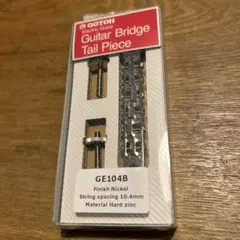 GOTOH
Electric Guitar
Guitar Bridge
Tail Piece
GE104B
Finish Nickel
String spacing 10.4mm
Material Hard zinc